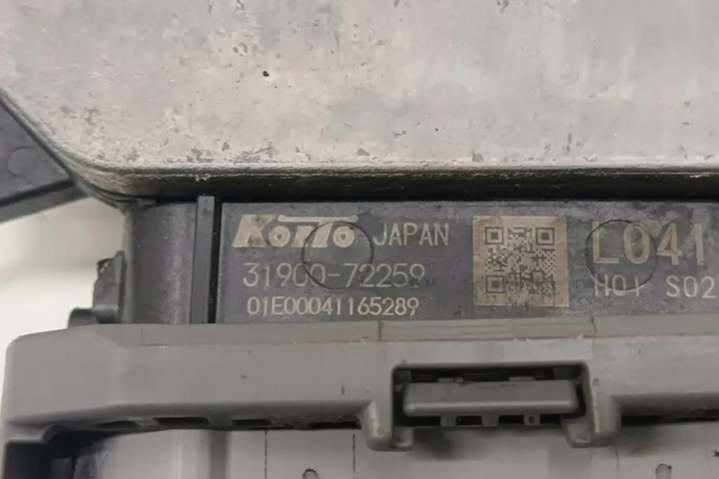 KOITO JAPAN
31900-72259
01E00041165289
L041
H01 S02